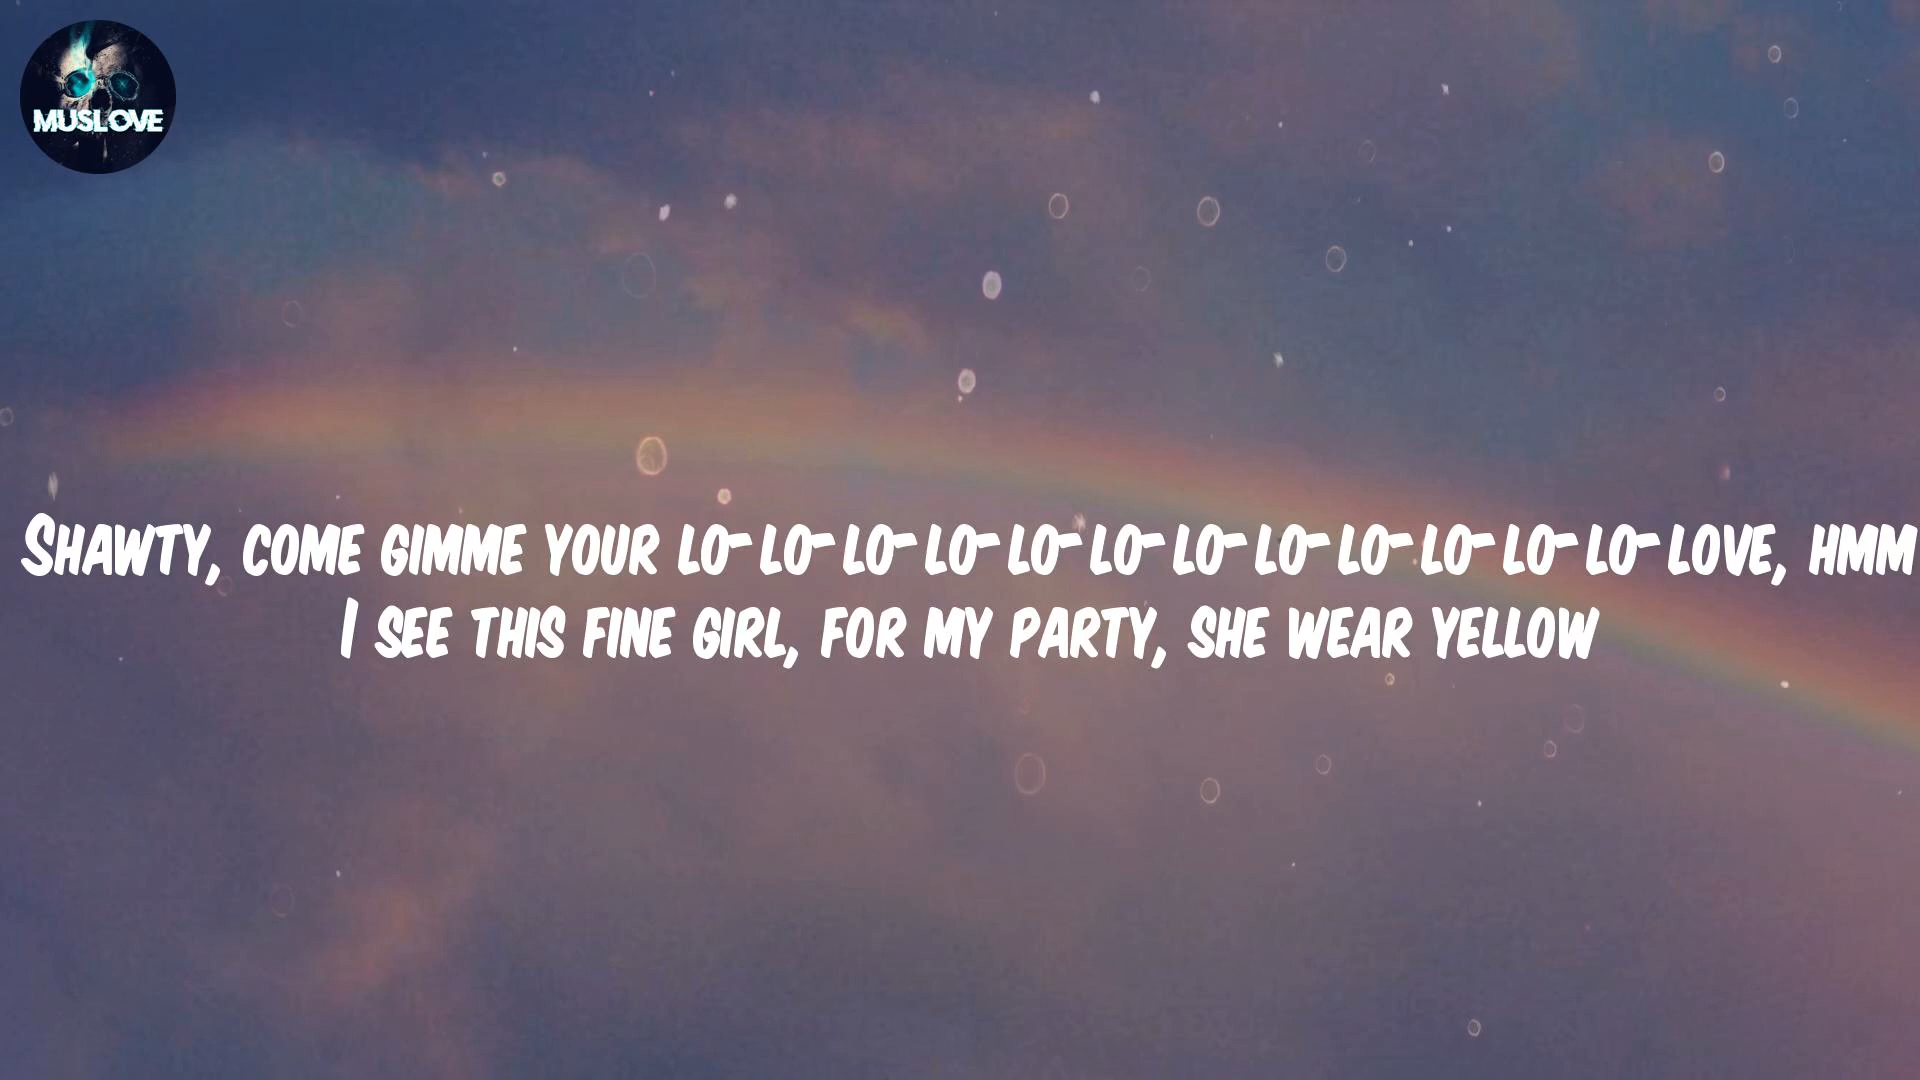 MUSLOVE
Shawty, come gimme your lo-lo-lo-lo-lo-lo-lo-lo-lo-lo-lo-lo-love, hmm
I see this fine girl, for my party, she wear yellow